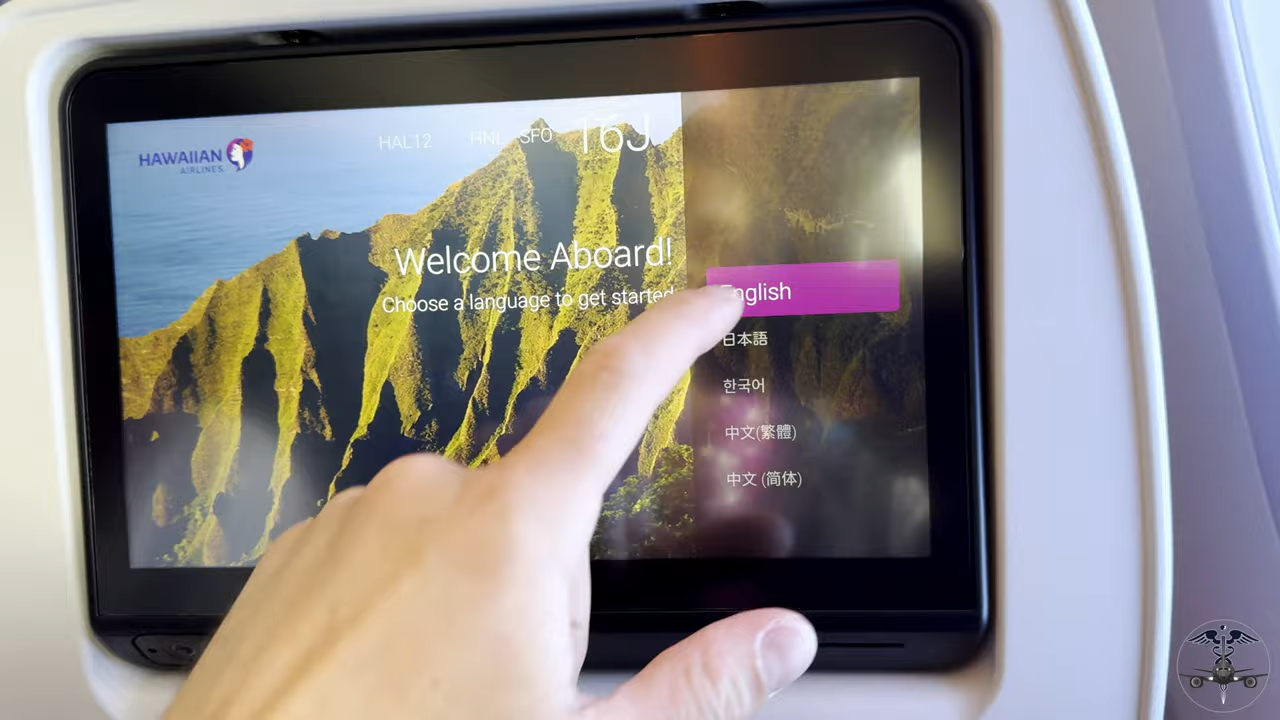 HAWAIIAN
AIRLINES.
HAL12 HNL SFO 16J
Welcome Aboard!
Choose a language to get started
English
日本語
한국어
中文(繁體)
中文 (简体)